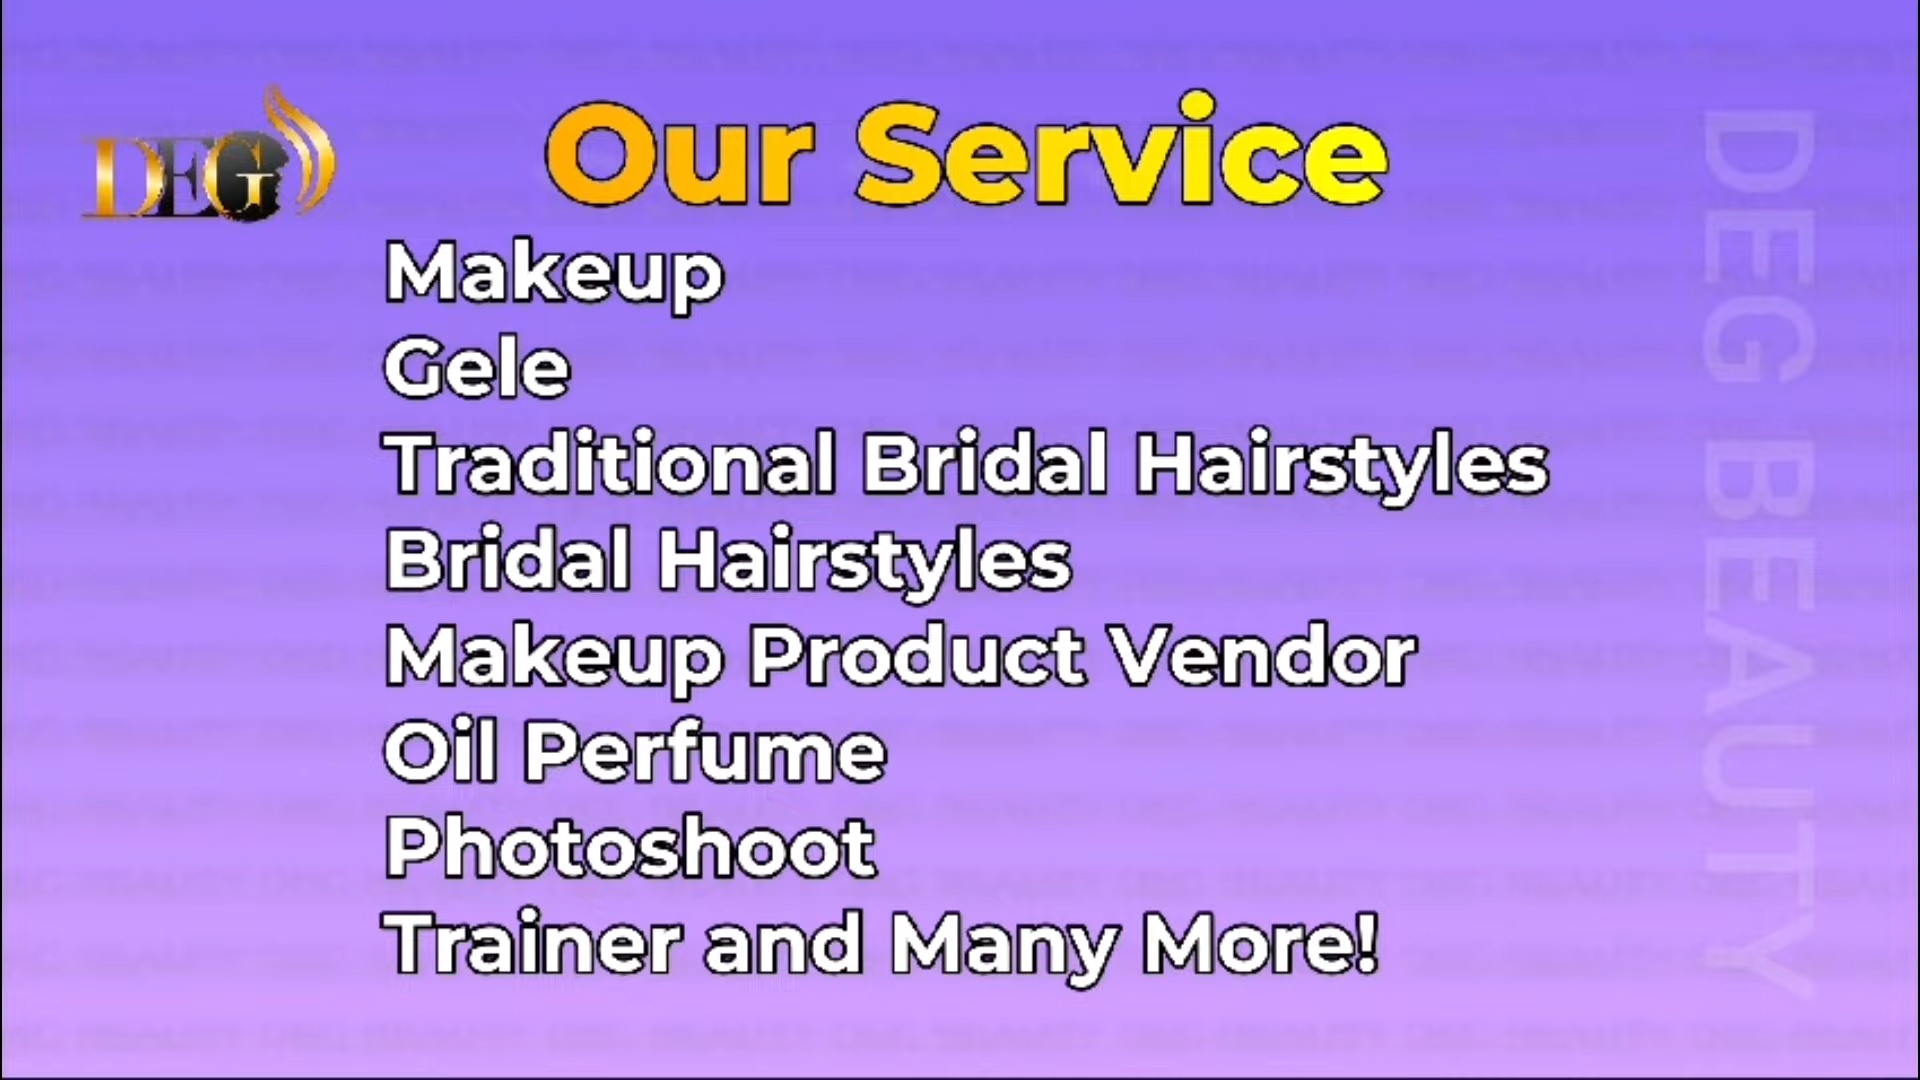 DEG
Our Service
Makeup
Gele
Traditional Bridal Hairstyles
Bridal Hairstyles
Makeup Product Vendor
Oil Perfume
Photoshoot
Trainer and Many More!
DEG BEAUTY